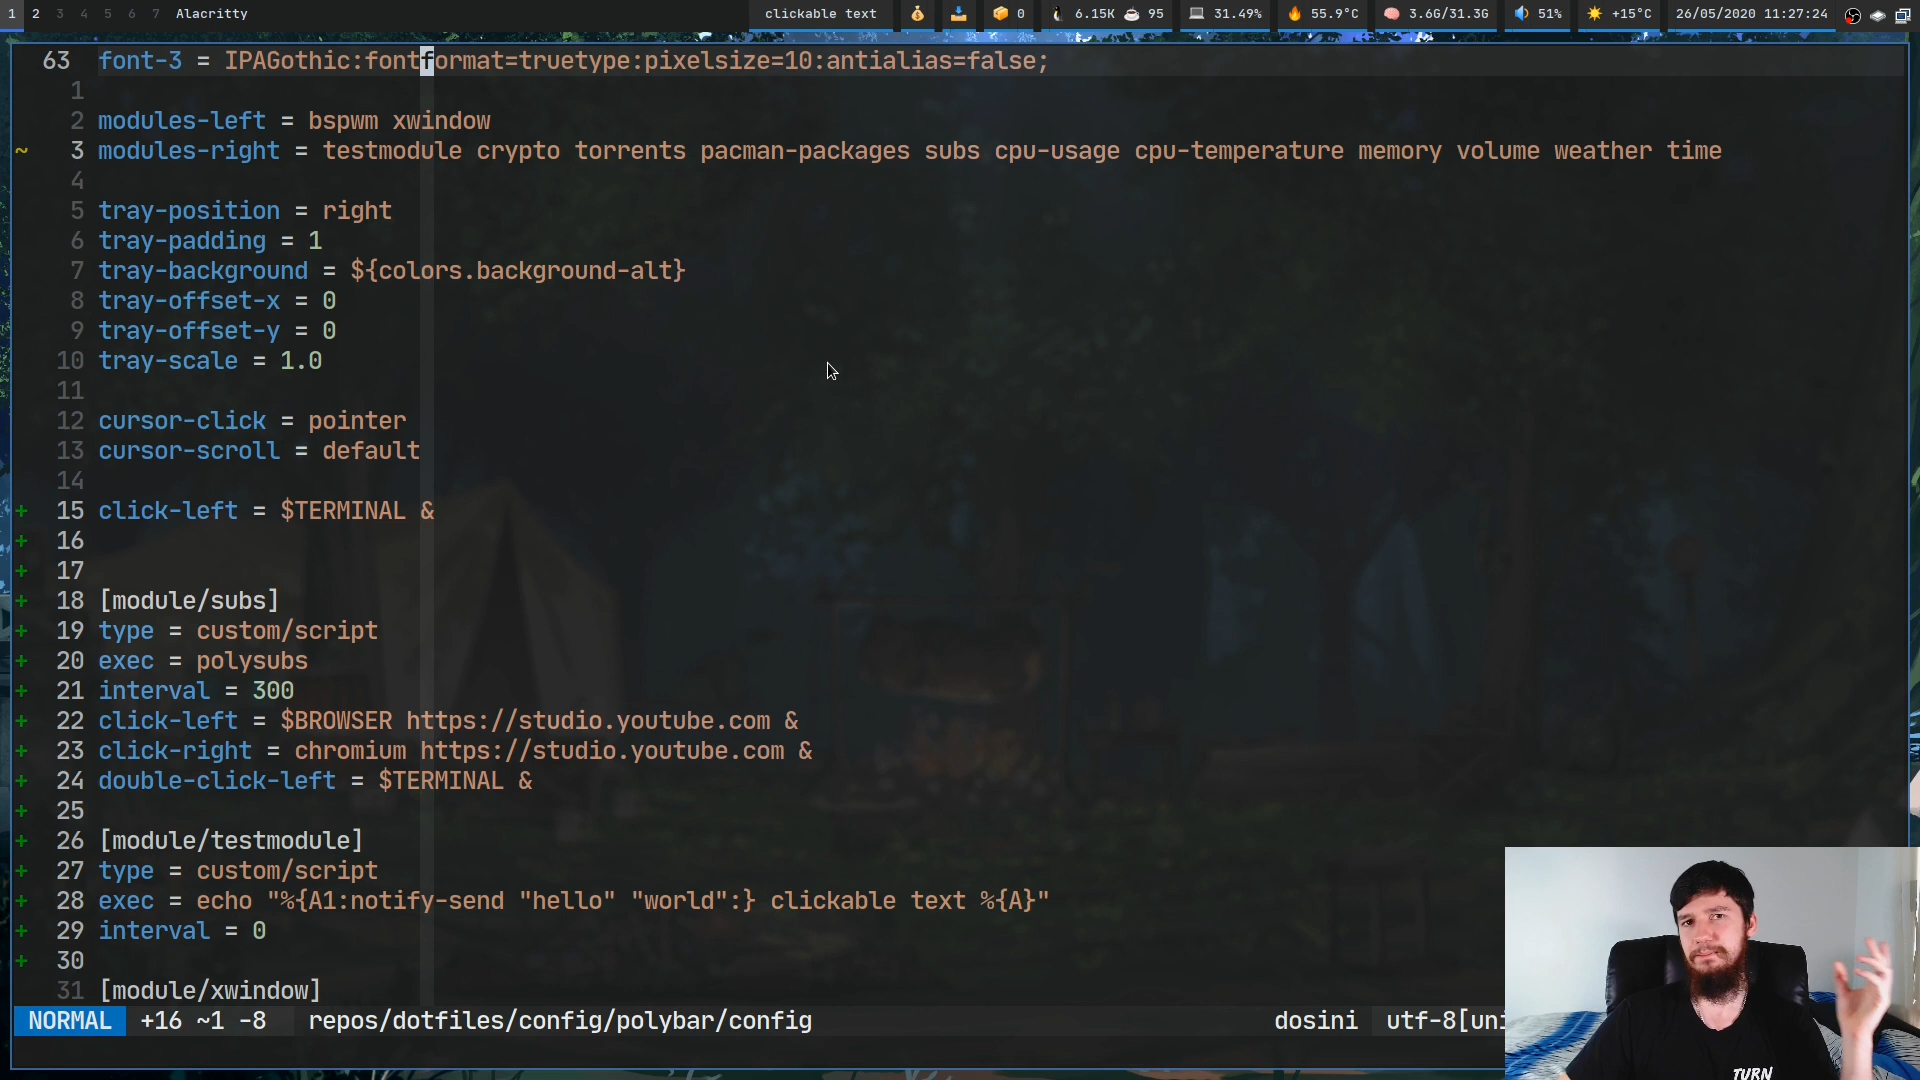 1 2 3 4 5 6 7 Alacritty clickable text 0 6.15K 95 31.49% 55.9°C 3.6G/31.3G 51% +15°C 26/05/2020 11:27:24
63 font-3 = IPAGothic:fontformat=truetype:pixelsize=10:antialias=false;
1
2 modules-left = bspwm xwindow
~ 3 modules-right = testmodule crypto torrents pacman-packages subs cpu-usage cpu-temperature memory volume weather time
4
5 tray-position = right
6 tray-padding = 1
7 tray-background = ${colors.background-alt}
8 tray-offset-x = 0
9 tray-offset-y = 0
10 tray-scale = 1.0
11
12 cursor-click = pointer
13 cursor-scroll = default
14
+ 15 click-left = $TERMINAL &
+ 16
+ 17
+ 18 [module/subs]
+ 19 type = custom/script
+ 20 exec = polysubs
+ 21 interval = 300
+ 22 click-left = $BROWSER https://studio.youtube.com &
+ 23 click-right = chromium https://studio.youtube.com &
+ 24 double-click-left = $TERMINAL &
+ 25
+ 26 [module/testmodule]
+ 27 type = custom/script
+ 28 exec = echo "%{A1:notify-send "hello" "world":} clickable text %{A}"
+ 29 interval = 0
+ 30
31 [module/xwindow]
NORMAL +16 ~1 -8 repos/dotfiles/config/polybar/config dosini utf-8[uni
TURN